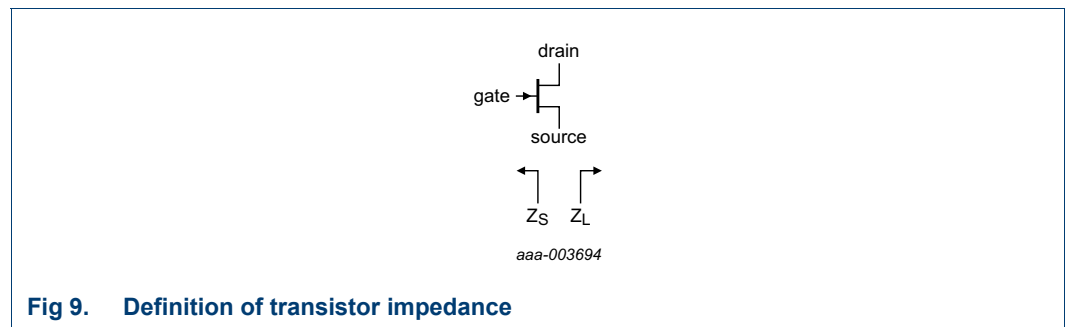 drain
gate
source
ZS ZL
aaa-003694
Fig 9. Definition of transistor impedance